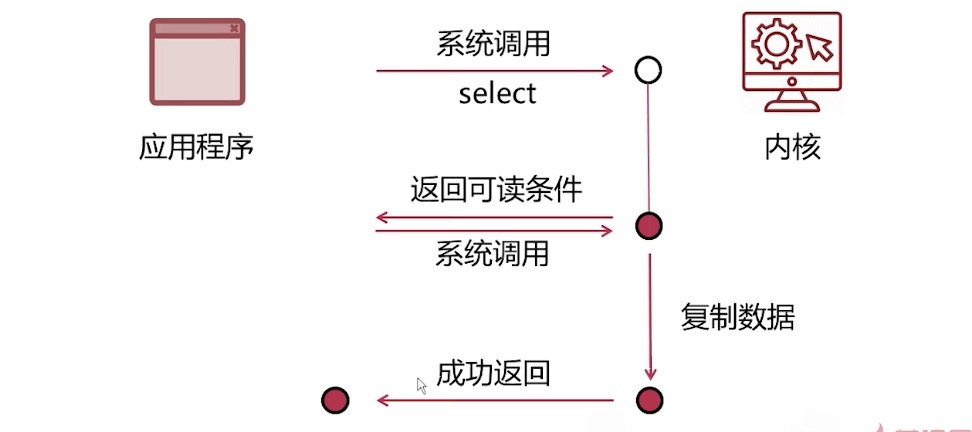 系统调用
select
应用程序
内核
返回可读条件
系统调用
复制数据
成功返回